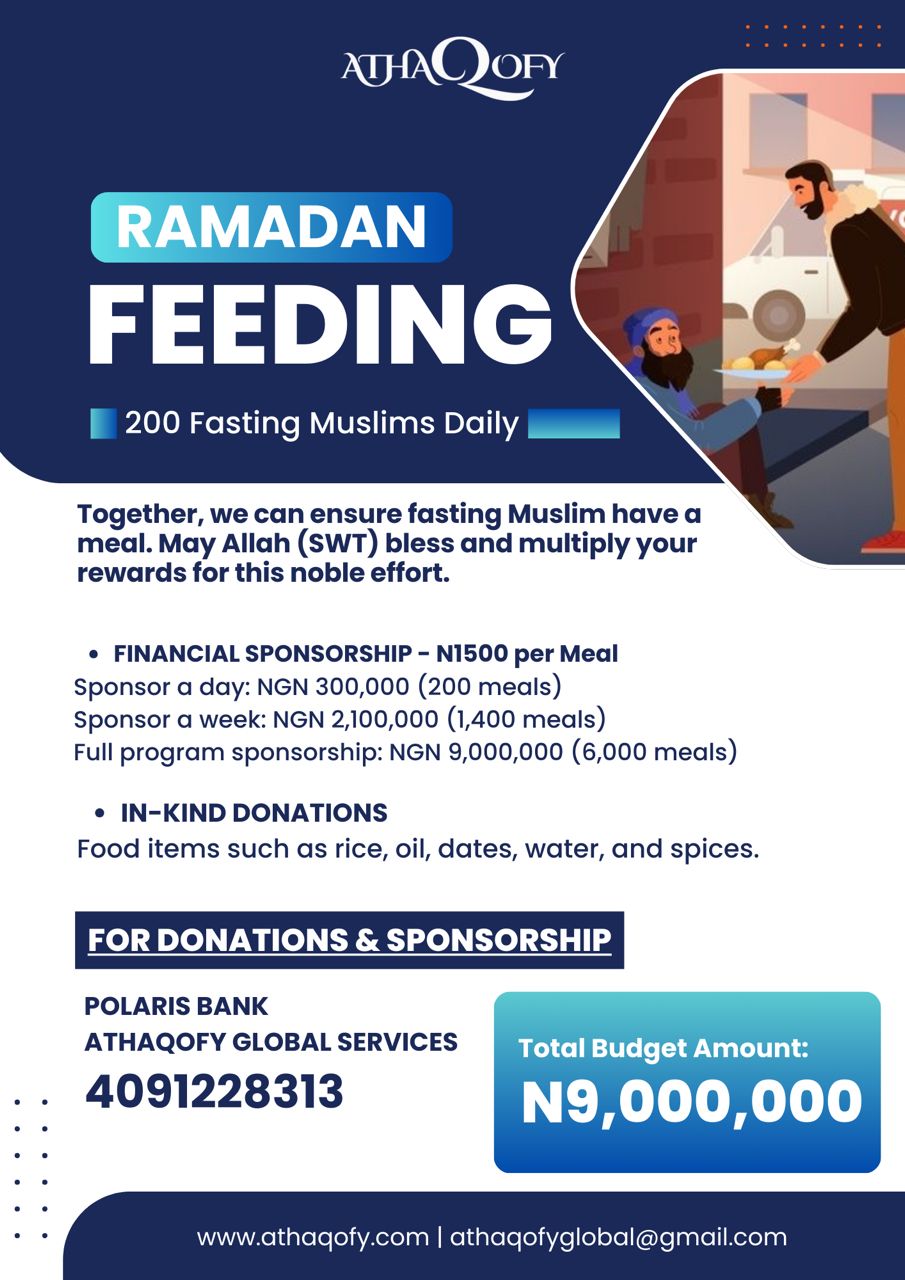 ATHAQOFY
RAMADAN
FEEDING
200 Fasting Muslims Daily
Together, we can ensure fasting Muslim have a
meal. May Allah (SWT) bless and multiply your
rewards for this noble effort.
• FINANCIAL SPONSORSHIP - N1500 per Meal
Sponsor a day: NGN 300,000 (200 meals)
Sponsor a week: NGN 2,100,000 (1,400 meals)
Full program sponsorship: NGN 9,000,000 (6,000 meals)
• IN-KIND DONATIONS
Food items such as rice, oil, dates, water, and spices.
FOR DONATIONS & SPONSORSHIP
POLARIS BANK
ATHAQOFY GLOBAL SERVICES
4091228313
Total Budget Amount:
N9,000,000
www.athaqofy.com | athaqofyglobal@gmail.com